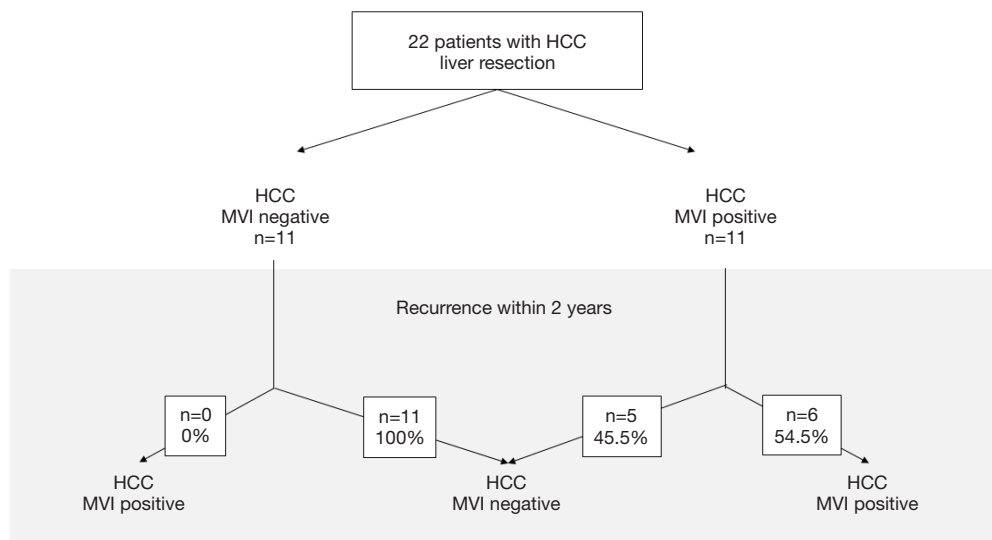 22 patients with HCC
liver resection
HCC
MVI negative
n=11
HCC
MVI positive
n=11
Recurrence within 2 years
n=0
0%
n=11
100%
n=5
45.5%
n=6
54.5%
HCC
MVI positive
HCC
MVI negative
HCC
MVI positive